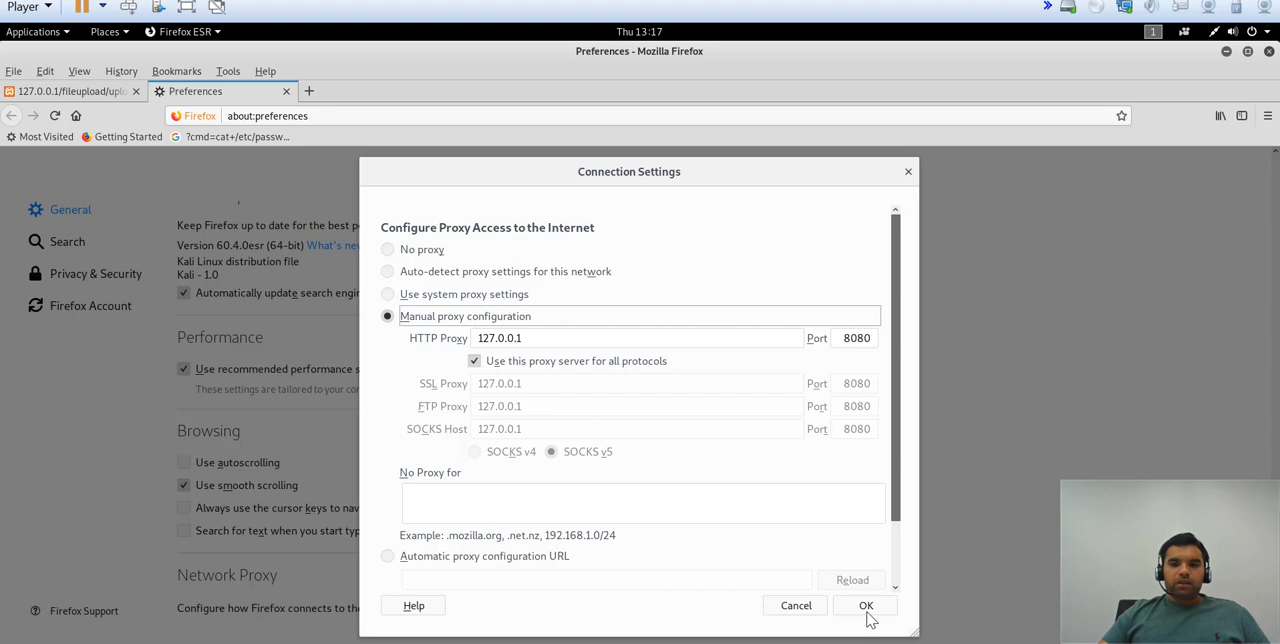 Player
Applications Places Firefox ESR Thu 13:17 1
Preferences - Mozilla Firefox
File Edit View History Bookmarks Tools Help
127.0.0.1/fileupload/uplo Preferences
Firefox about:preferences
Most Visited Getting Started ?cmd=cat+/etc/passw...
Connection Settings
General
Search
Privacy & Security
Firefox Account
Firefox Support
Keep Firefox up to date for the best p
Version 60.4.0esr (64-bit) What's new
Kali Linux distribution file
Kali - 1.0
Automatically update search engin
Performance
Use recommended performance s
These settings are tailored to your co
Browsing
Use autoscrolling
Use smooth scrolling
Always use the cursor keys to nav
Search for text when you start typ
Network Proxy
Configure how Firefox connects to the
Configure Proxy Access to the Internet
No proxy
Auto-detect proxy settings for this network
Use system proxy settings
Manual proxy configuration
HTTP Proxy 127.0.0.1 Port 8080
Use this proxy server for all protocols
SSL Proxy 127.0.0.1 Port 8080
FTP Proxy 127.0.0.1 Port 8080
SOCKS Host 127.0.0.1 Port 8080
SOCKS v4 SOCKS v5
No Proxy for
Example: .mozilla.org, .net.nz, 192.168.1.0/24
Automatic proxy configuration URL
Reload
Help Cancel OK